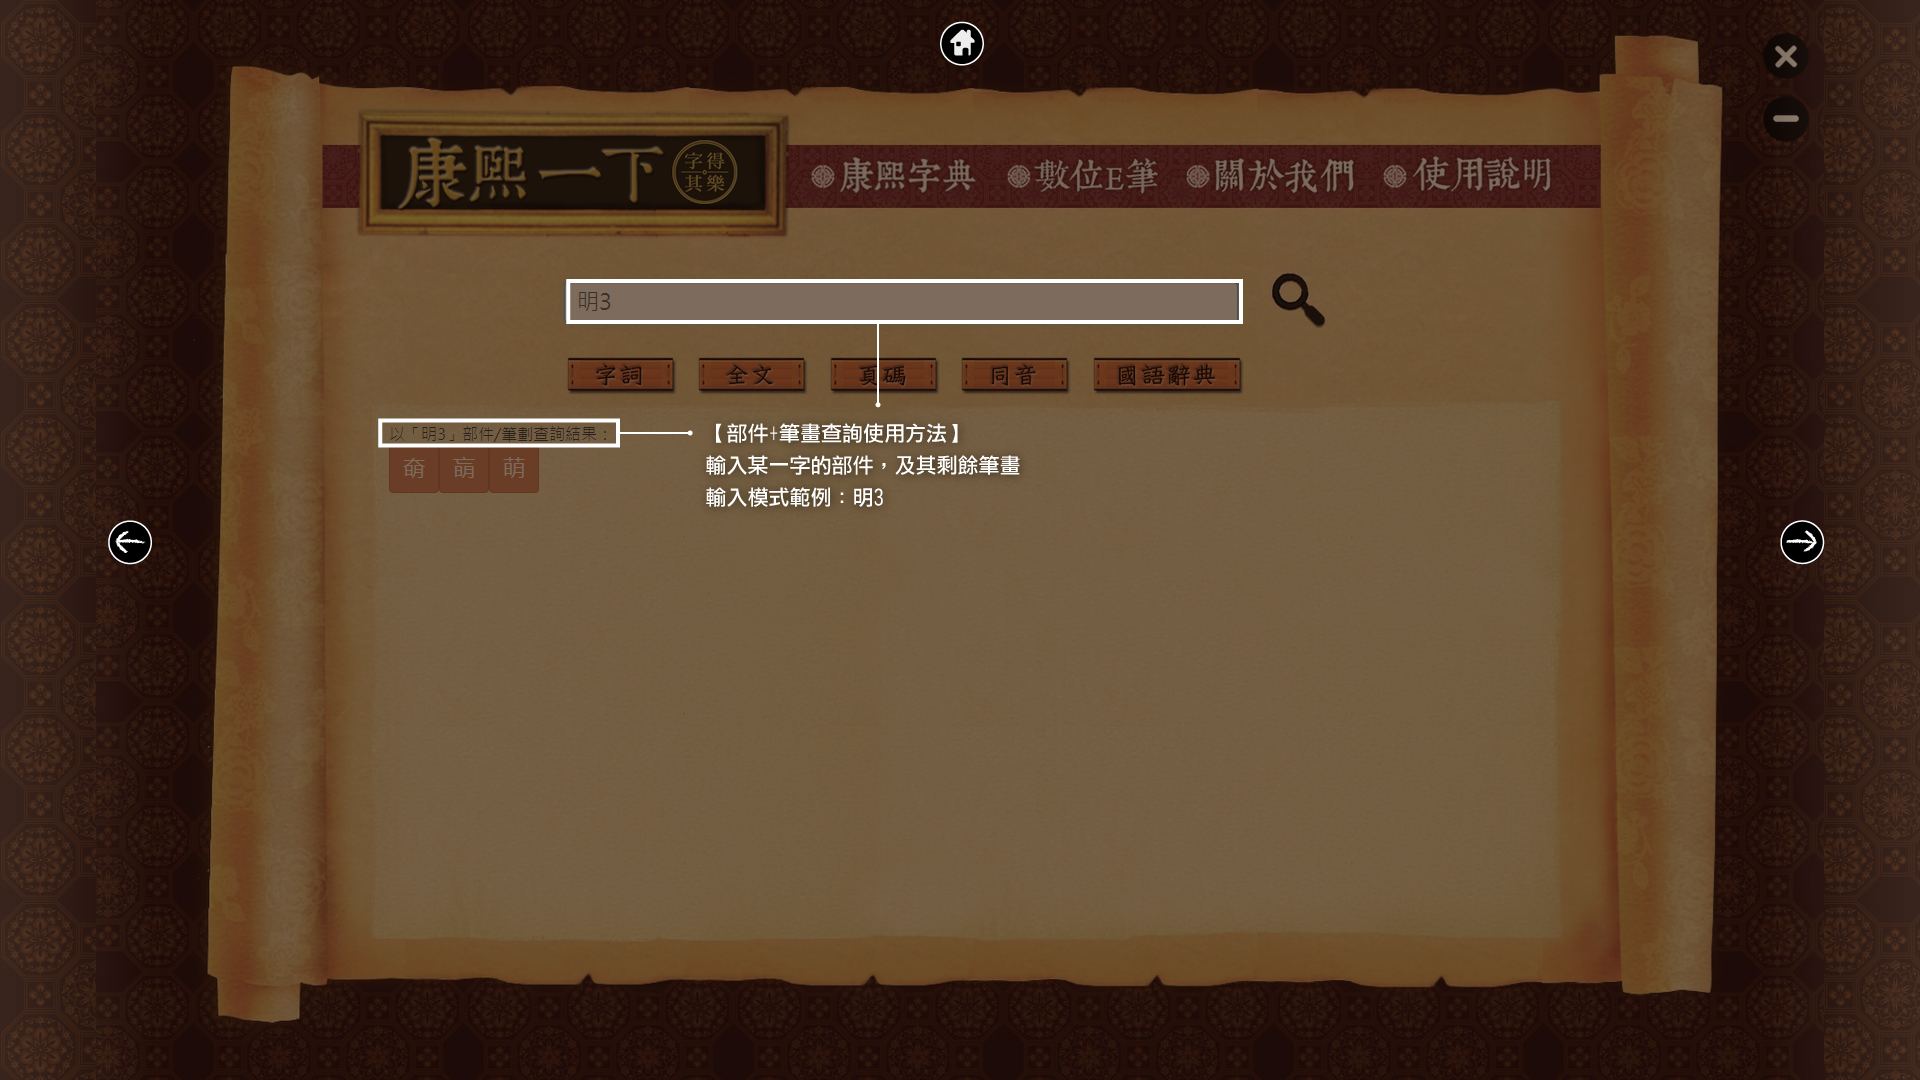 康熙一下
字得
其樂
康熙字典
數位E筆
關於我們
使用說明
明3
字詞
全文
頁碼
同音
國語辭典
以「明3」部件/筆劃查詢結果：
萌
【部件+筆畫查詢使用方法】
輸入某一字的部件，及其剩餘筆畫
輸入模式範例：明3